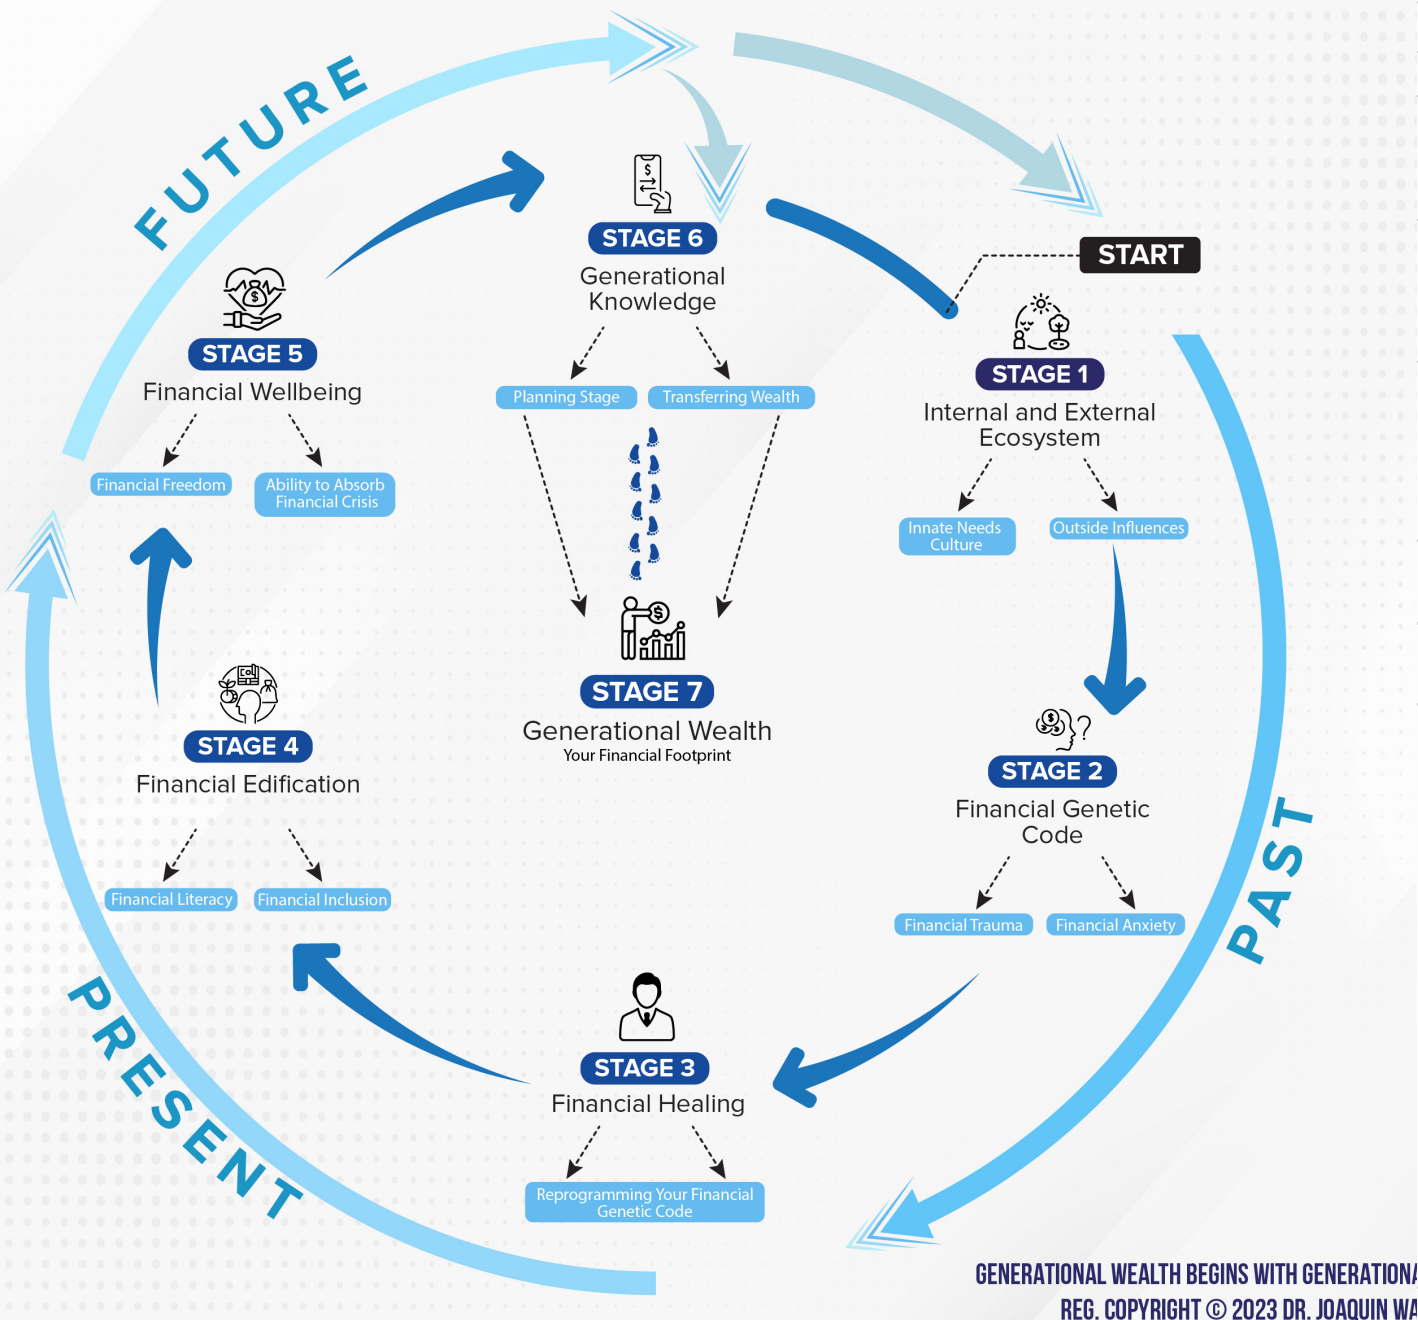 FUTURE
STAGE 6
Generational
Knowledge
Planning Stage
Transferring Wealth
START
STAGE 1
Internal and External
Ecosystem
Innate Needs
Culture
Outside Influences
STAGE 2
Financial Genetic
Code
Financial Trauma
Financial Anxiety
PAST
STAGE 3
Financial Healing
Reprogramming Your Financial
Genetic Code
PRESENT
STAGE 4
Financial Edification
Financial Literacy
Financial Inclusion
STAGE 5
Financial Wellbeing
Financial Freedom
Ability to Absorb
Financial Crisis
STAGE 7
Generational Wealth
Your Financial Footprint
GENERATIONAL WEALTH BEGINS WITH
REG. COPYRIGHT © 2023 DR. JOAQUIN